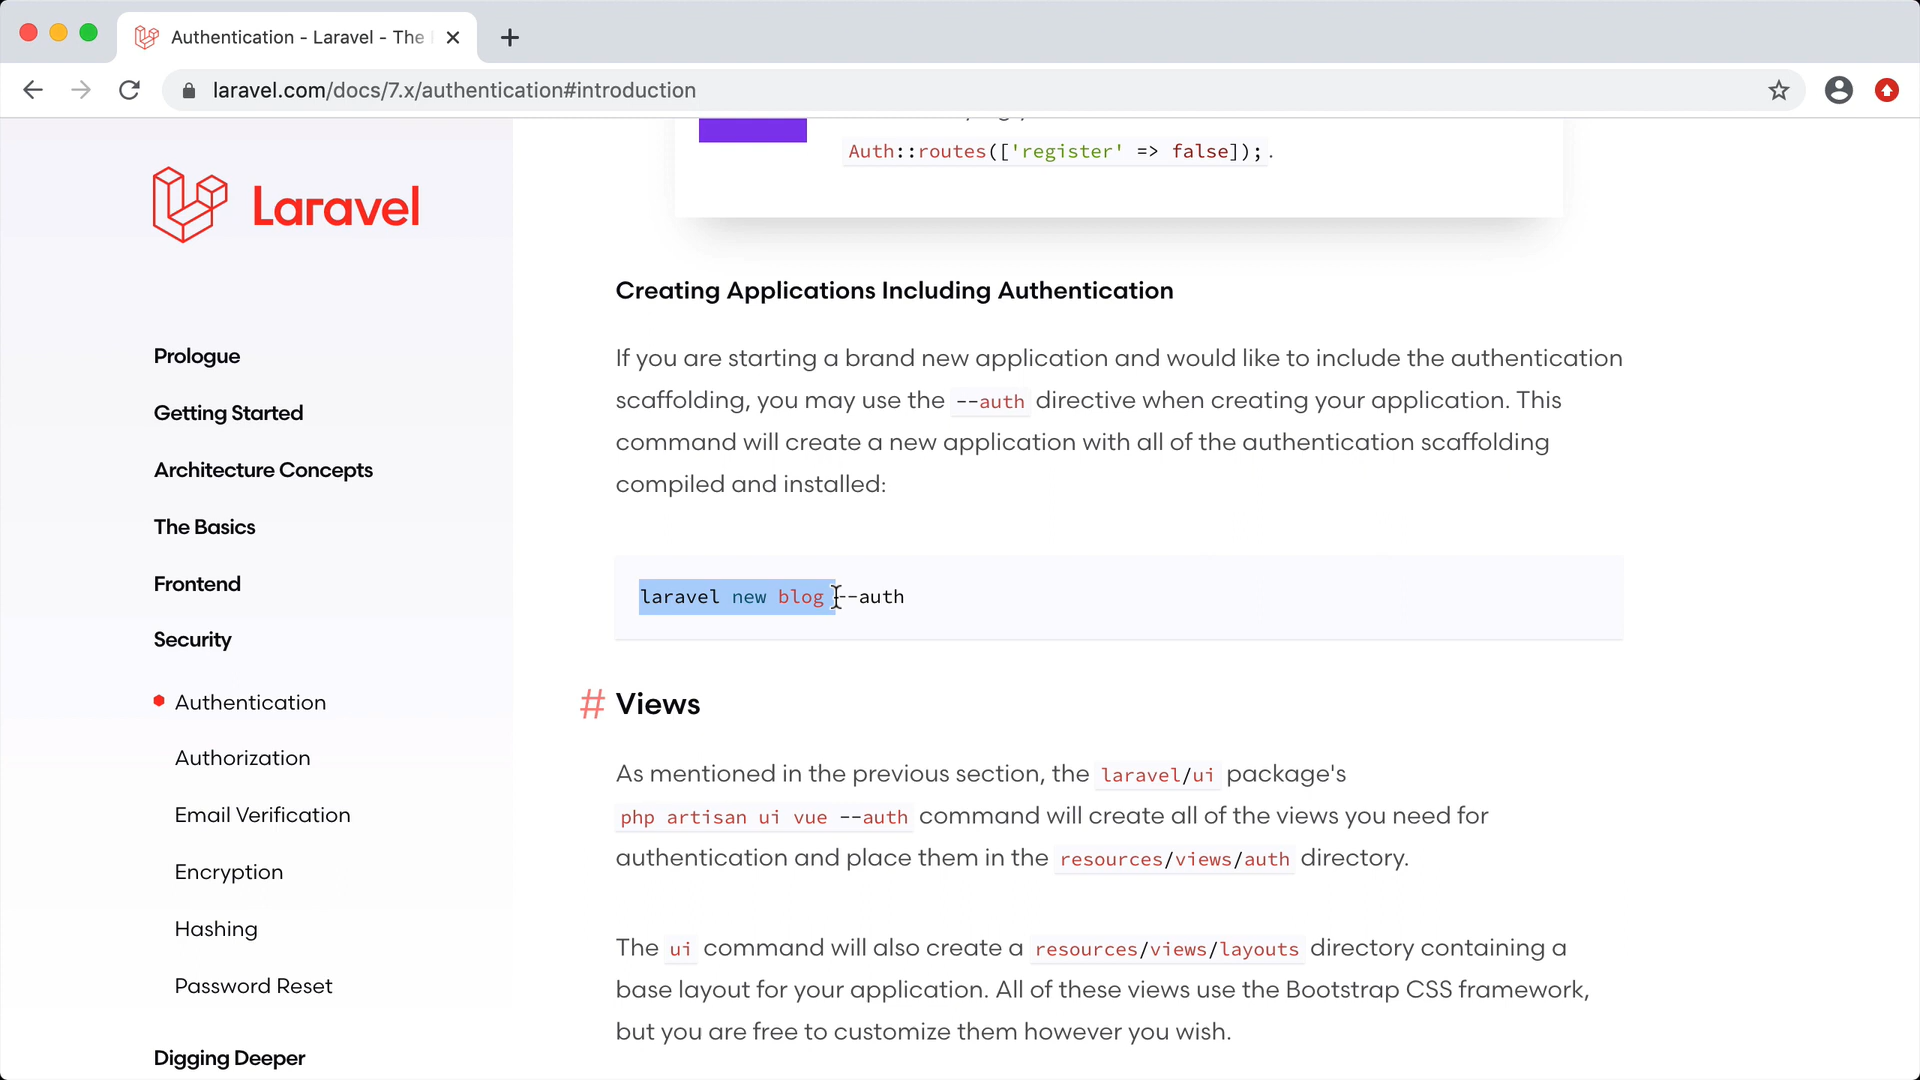 Authentication - Laravel - The
laravel.com/docs/7.x/authentication#introduction
Laravel
Prologue
Getting Started
Architecture Concepts
The Basics
Frontend
Security
Authentication
Authorization
Email Verification
Encryption
Hashing
Password Reset
Digging Deeper
Auth::routes(['register' => false]);.
Creating Applications Including Authentication
If you are starting a brand new application and would like to include the authentication
scaffolding, you may use the --auth directive when creating your application. This
command will create a new application with all of the authentication scaffolding
compiled and installed:
laravel new blog --auth
# Views
As mentioned in the previous section, the laravel/ui package's
php artisan ui vue --auth command will create all of the views you need for
authentication and place them in the resources/views/auth directory.
The ui command will also create a resources/views/layouts directory containing a
base layout for your application. All of these views use the Bootstrap CSS framework,
but you are free to customize them however you wish.